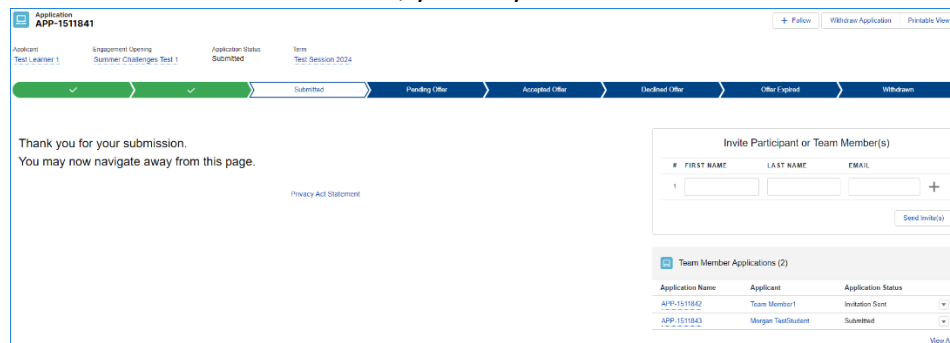 Application
APP-1511841
+ Follow
Withdraw Application
Printable View
Applicant
Engagement Opening
Application Status
Term
Test Learner 1
Summer Challenges Test 1
Submitted
Test Session 2024
Submitted
Pending Offer
Accepted Offer
Declined Offer
Offer Expired
Withdrawn
Thank you for your submission.
You may now navigate away from this page.
Privacy Act Statement
Invite Participant or Team Member(s)
# FIRST NAME LAST NAME EMAIL
1
Send Invite(s)
Team Member Applications (2)
Application Name Applicant Application Status
APP-1511842 Team Member1 Invitation Sent
APP-1511843 Morgan TestStudent Submitted
View